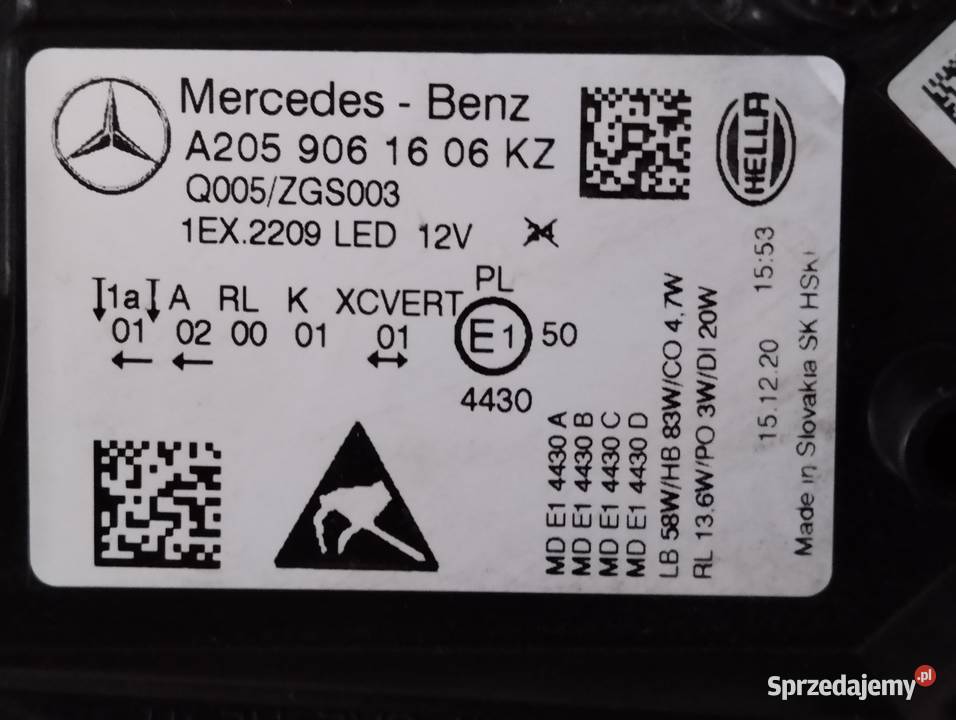 Mercedes - Benz
A205 906 16 06 KZ
Q005/ZGS003
1EX.2209 LED 12V
HELLA
1a A RL K XCVERT PL
01 02 00 01 01 E1 50
4430
MD E1 4430 A
MD E1 4430 B
MD E1 4430 C
MD E1 4430 D
LB 58W/HB 83W/CO 4,7W
RL 13,6W/PO 3W/DI 20W
15.12.20 15:53
Made in Slovakia SK HSK
Sprzedajemy.pl